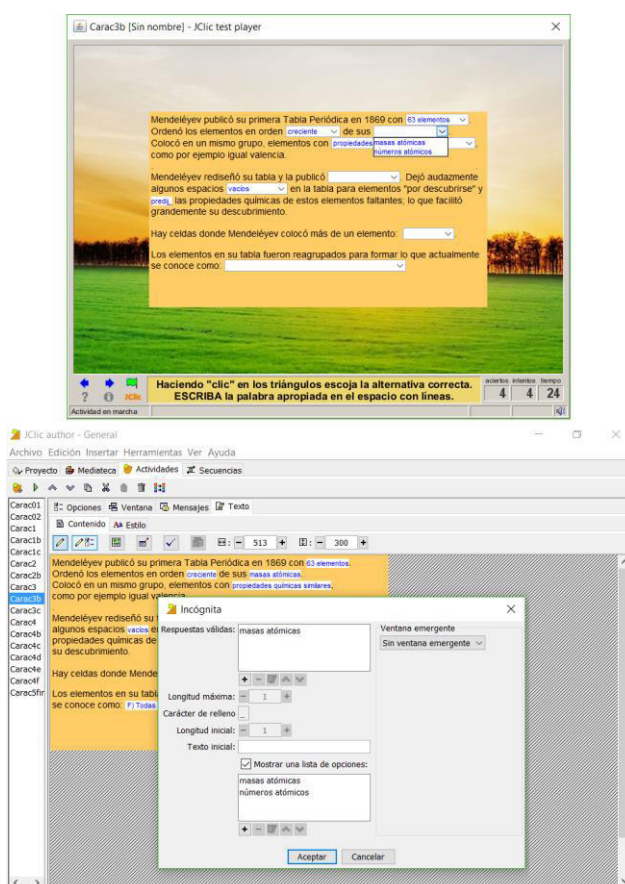 Carac3b [Sin nombre] - JClic test player
Mendeléyev publicó su primera Tabla Periódica en 1869 con 63 elementos.
Ordenó los elementos en orden creciente de sus
Colocó en un mismo grupo, elementos con propiedades
masas atómicas
números atómicos
como por ejemplo igual valencia.
Mendeléyev rediseñó su tabla y la publicó . Dejó audazmente
algunos espacios vacíos en la tabla para elementos "por descubrirse" y
predij_ las propiedades químicas de estos elementos faltantes; lo que facilitó
grandemente su descubrimiento.
Hay celdas donde Mendeléyev colocó más de un elemento:
Los elementos en su tabla fueron reagrupados para formar lo que actualmente
se conoce como:
Haciendo "clic" en los triángulos escoja la alternativa correcta.
ESCRIBA la palabra apropiada en el espacio con líneas.
JClic
aciertos intentos tiempo
4 4 24
Actividad en marcha
JClic author - General
Archivo Edición Insertar Herramientas Ver Ayuda
Proyecto Mediateca Actividades Secuencias
Opciones Ventana Mensajes Texto
Contenido Aa Estilo
513 300
Carac01
Carac02
Carac1
Carac1b
Carac1c
Carac2
Carac2b
Carac3
Carac3b
Carac3c
Carac4
Carac4b
Carac4c
Carac4d
Carac4e
Carac4f
Carac5fir
Mendeléyev publicó su primera Tabla Periódica en 1869 con 63 elementos.
Ordenó los elementos en orden creciente de sus masas atómicas.
Colocó en un mismo grupo, elementos con propiedades químicas similares,
como por ejemplo igual
Mendeléyev rediseñó su
algunos espacios vacíos
propiedades químicas de
su descubrimiento.
Hay celdas donde Mende
Los elementos en su tabl
se conoce como: F) Todas
Incógnita
Respuestas válidas: masas atómicas
Longitud máxima: 1
Carácter de relleno _
Longitud inicial: 1
Texto inicial:
Mostrar una lista de opciones:
masas atómicas
números atómicos
Ventana emergente
Sin ventana emergente
Aceptar Cancelar